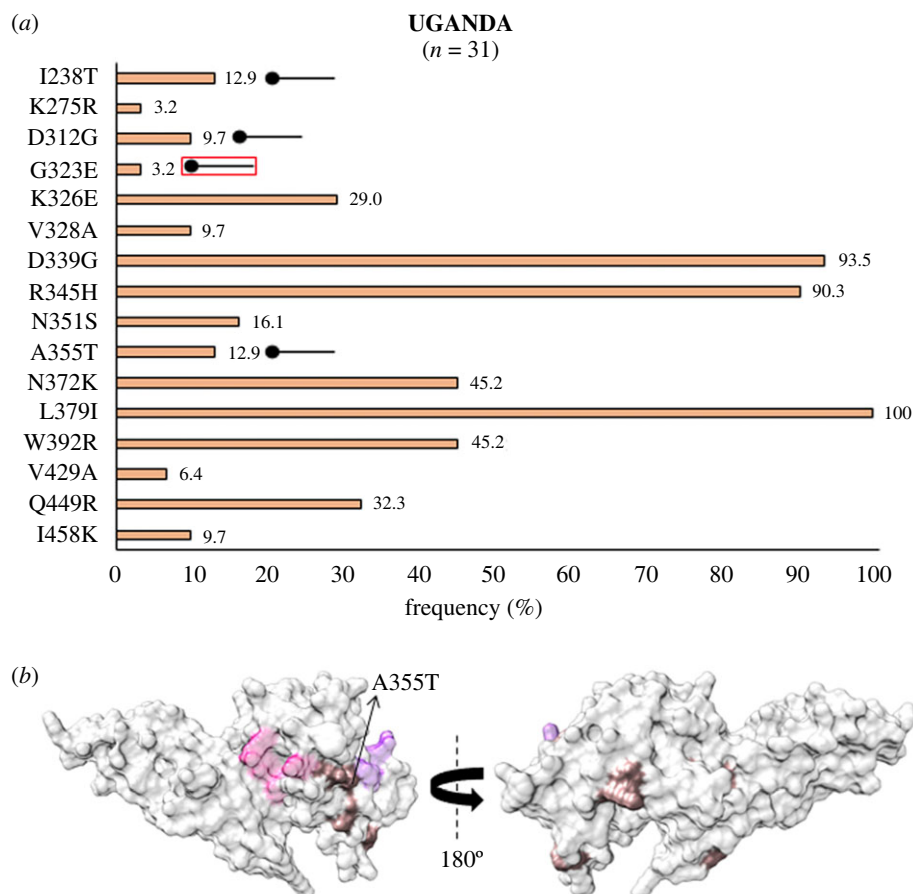 (a)
UGANDA
(n = 31)
I238T 12.9
K275R 3.2
D312G 9.7
G323E 3.2
K326E 29.0
V328A 9.7
D339G 93.5
R345H 90.3
N351S 16.1
A355T 12.9
N372K 45.2
L379I 100
W392R 45.2
V429A 6.4
Q449R 32.3
I458K 9.7
0 10 20 30 40 50 60 70 80 90 100
frequency (%)
(b)
A355T
180º